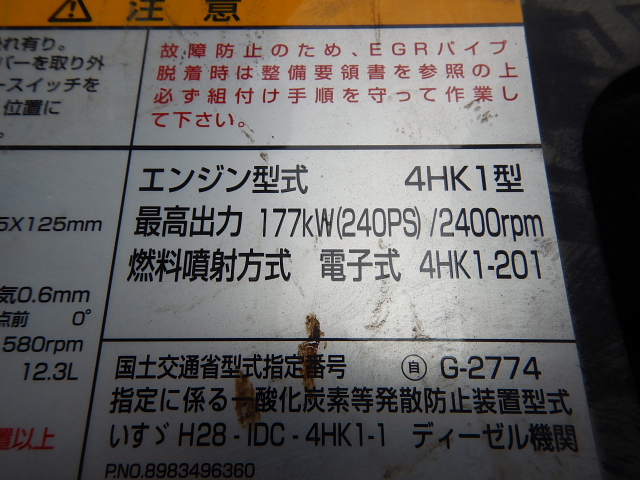 注 意
れ有り。
バーを取り外
ースイッチを
位置に
故障防止のため、EGRパイプ
脱着時は整備要領書を参照の上
必ず組付け手順を守って作業し
て下さい。
エンジン型式 4HK1型
最高出力 177kW(240PS)/2400rpm
燃料噴射方式 電子式 4HK1-201
5X125mm
気0.6mm
点前 0°
580rpm
12.3L
置以上
国土交通省型式指定番号 ㊀自 G-2774
指定に係る一酸化炭素等発散防止装置型式
いすゞ H28-IDC-4HK1-1 ディーゼル機関
P.NO.8983496360